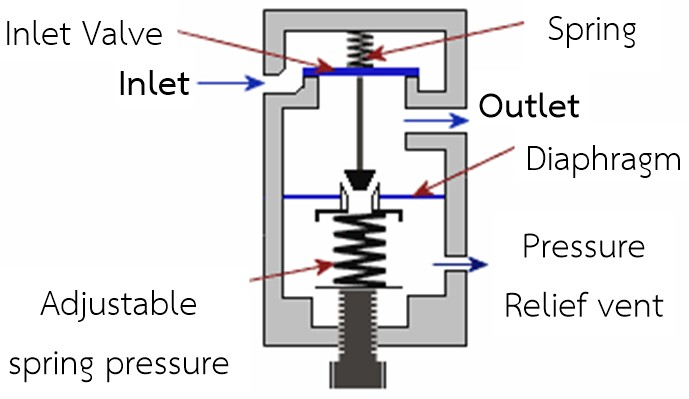 Inlet Valve
Spring
Inlet
Outlet
Diaphragm
Pressure
Relief vent
Adjustable
spring pressure